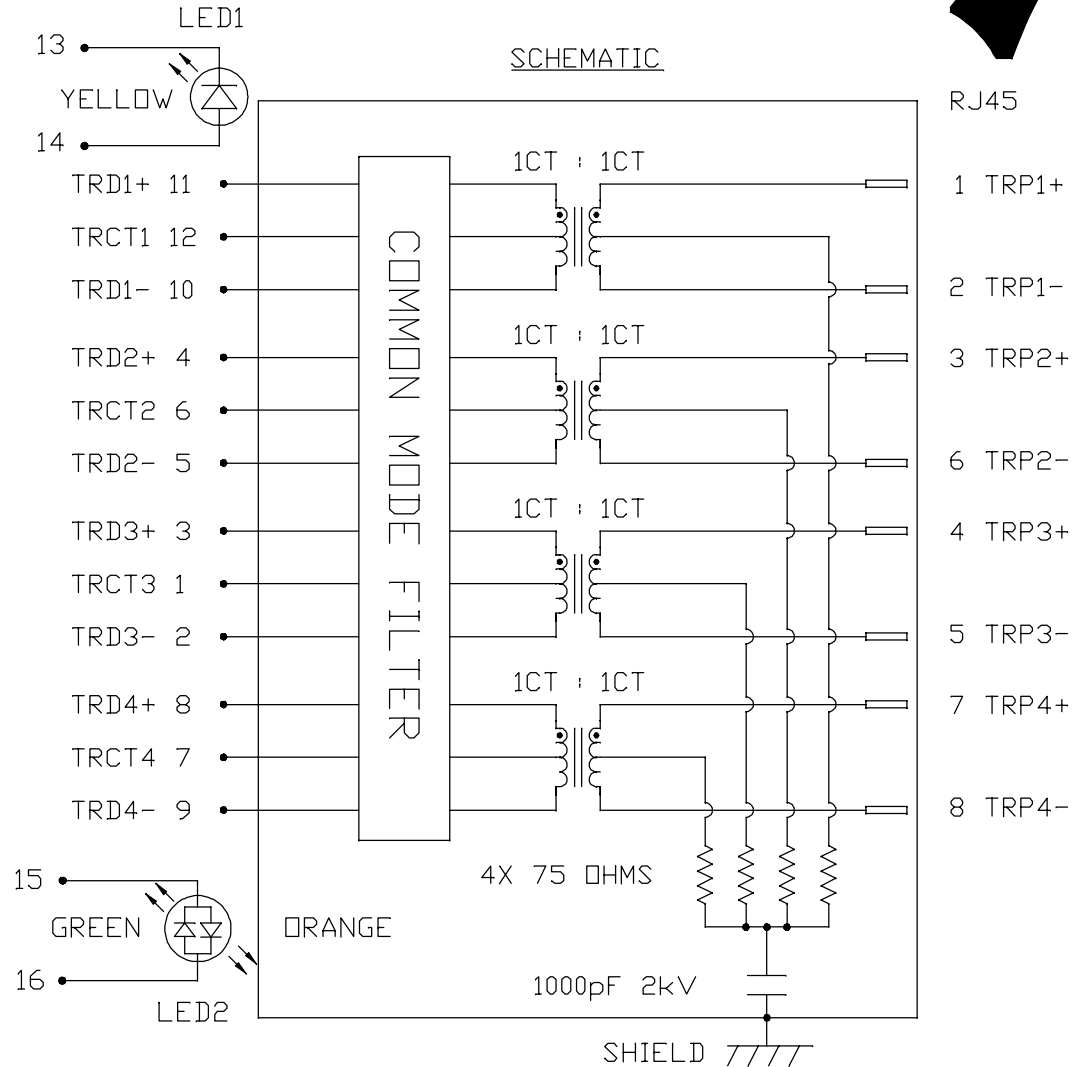 LED1
13
SCHEMATIC
YELLOW
RJ45
14
1CT : 1CT
TRD1+ 11
1 TRP1+
TRCT1 12
TRD1- 10
2 TRP1-
1CT : 1CT
TRD2+ 4
3 TRP2+
TRCT2 6
TRD2- 5
6 TRP2-
COMMON MODE FILTER
1CT : 1CT
TRD3+ 3
4 TRP3+
TRCT3 1
TRD3- 2
5 TRP3-
1CT : 1CT
TRD4+ 8
7 TRP4+
TRCT4 7
TRD4- 9
8 TRP4-
4X 75 OHMS
15
GREEN
ORANGE
16
1000pF 2kV
LED2
SHIELD